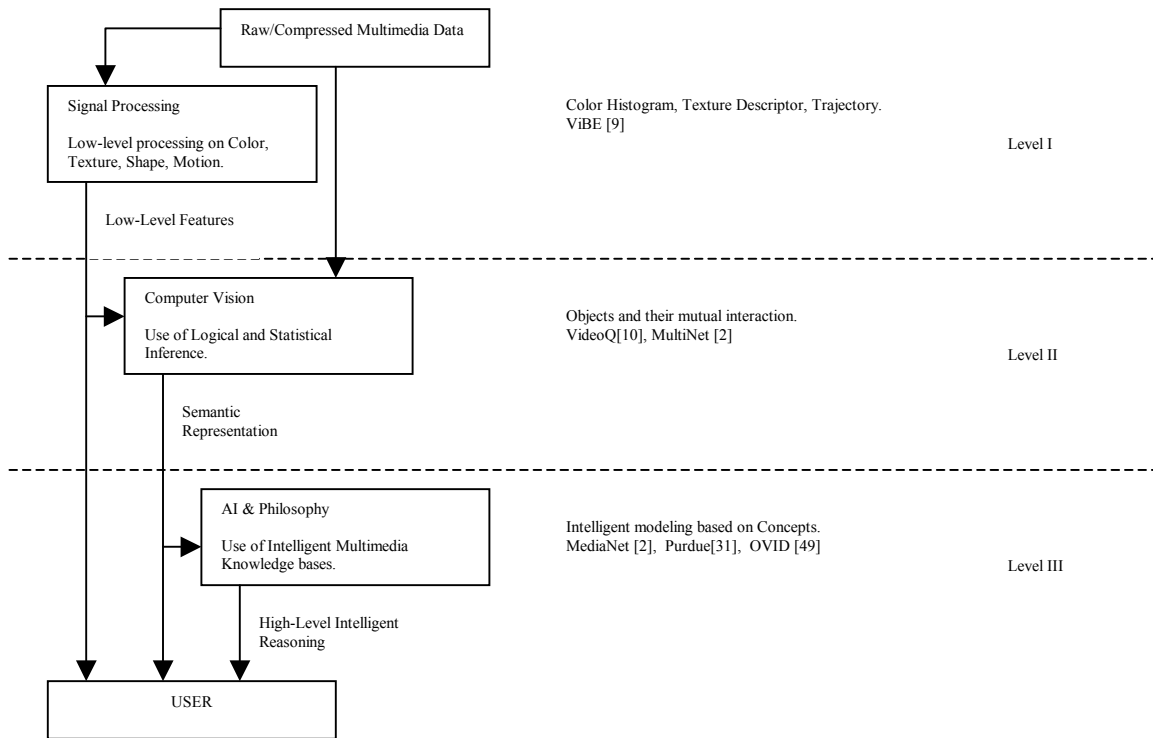 Raw/Compressed Multimedia Data
Signal Processing
Low-level processing on Color,
Texture, Shape, Motion.
Color Histogram, Texture Descriptor, Trajectory.
ViBE [9]
Level I
Low-Level Features
Computer Vision
Use of Logical and Statistical
Inference.
Objects and their mutual interaction.
VideoQ[10], MultiNet [2]
Level II
Semantic
Representation
AI & Philosophy
Use of Intelligent Multimedia
Knowledge bases.
Intelligent modeling based on Concepts.
MediaNet [2], Purdue[31], OVID [49]
Level III
High-Level Intelligent
Reasoning
USER